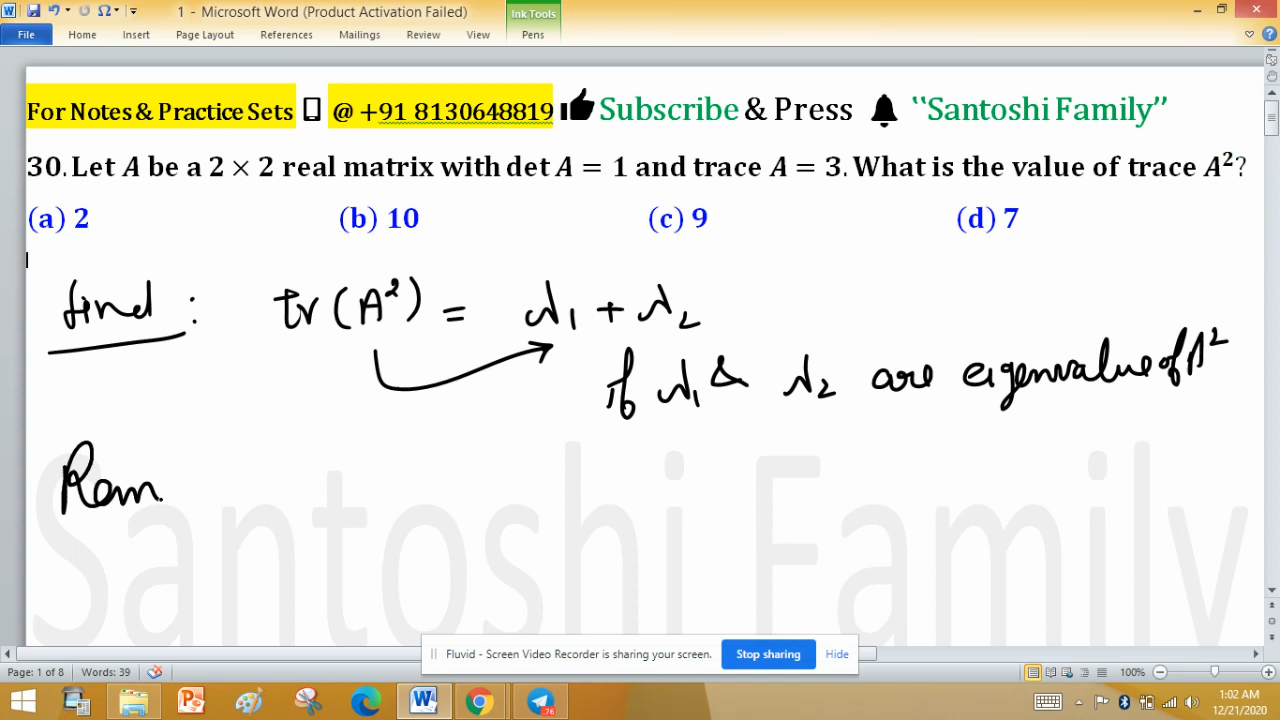 1 - Microsoft Word (Product Activation Failed)
Ink Tools
File Home Insert Page Layout References Mailings Review View Pens
For Notes & Practice Sets @ +91 8130648819 Subscribe & Press "Santoshi Family"
30. Let A be a 2 × 2 real matrix with det A = 1 and trace A = 3. What is the value of trace A²?
(a) 2 (b) 10 (c) 9 (d) 7
find : tr(A²) = λ₁ + λ₂
if λ₁ & λ₂ are eigenvalue of A²
Rem
Santoshi Family
Fluvid - Screen Video Recorder is sharing your screen. Stop sharing Hide
Page: 1 of 8 Words: 39 100%
76
1:02 AM
12/21/2020